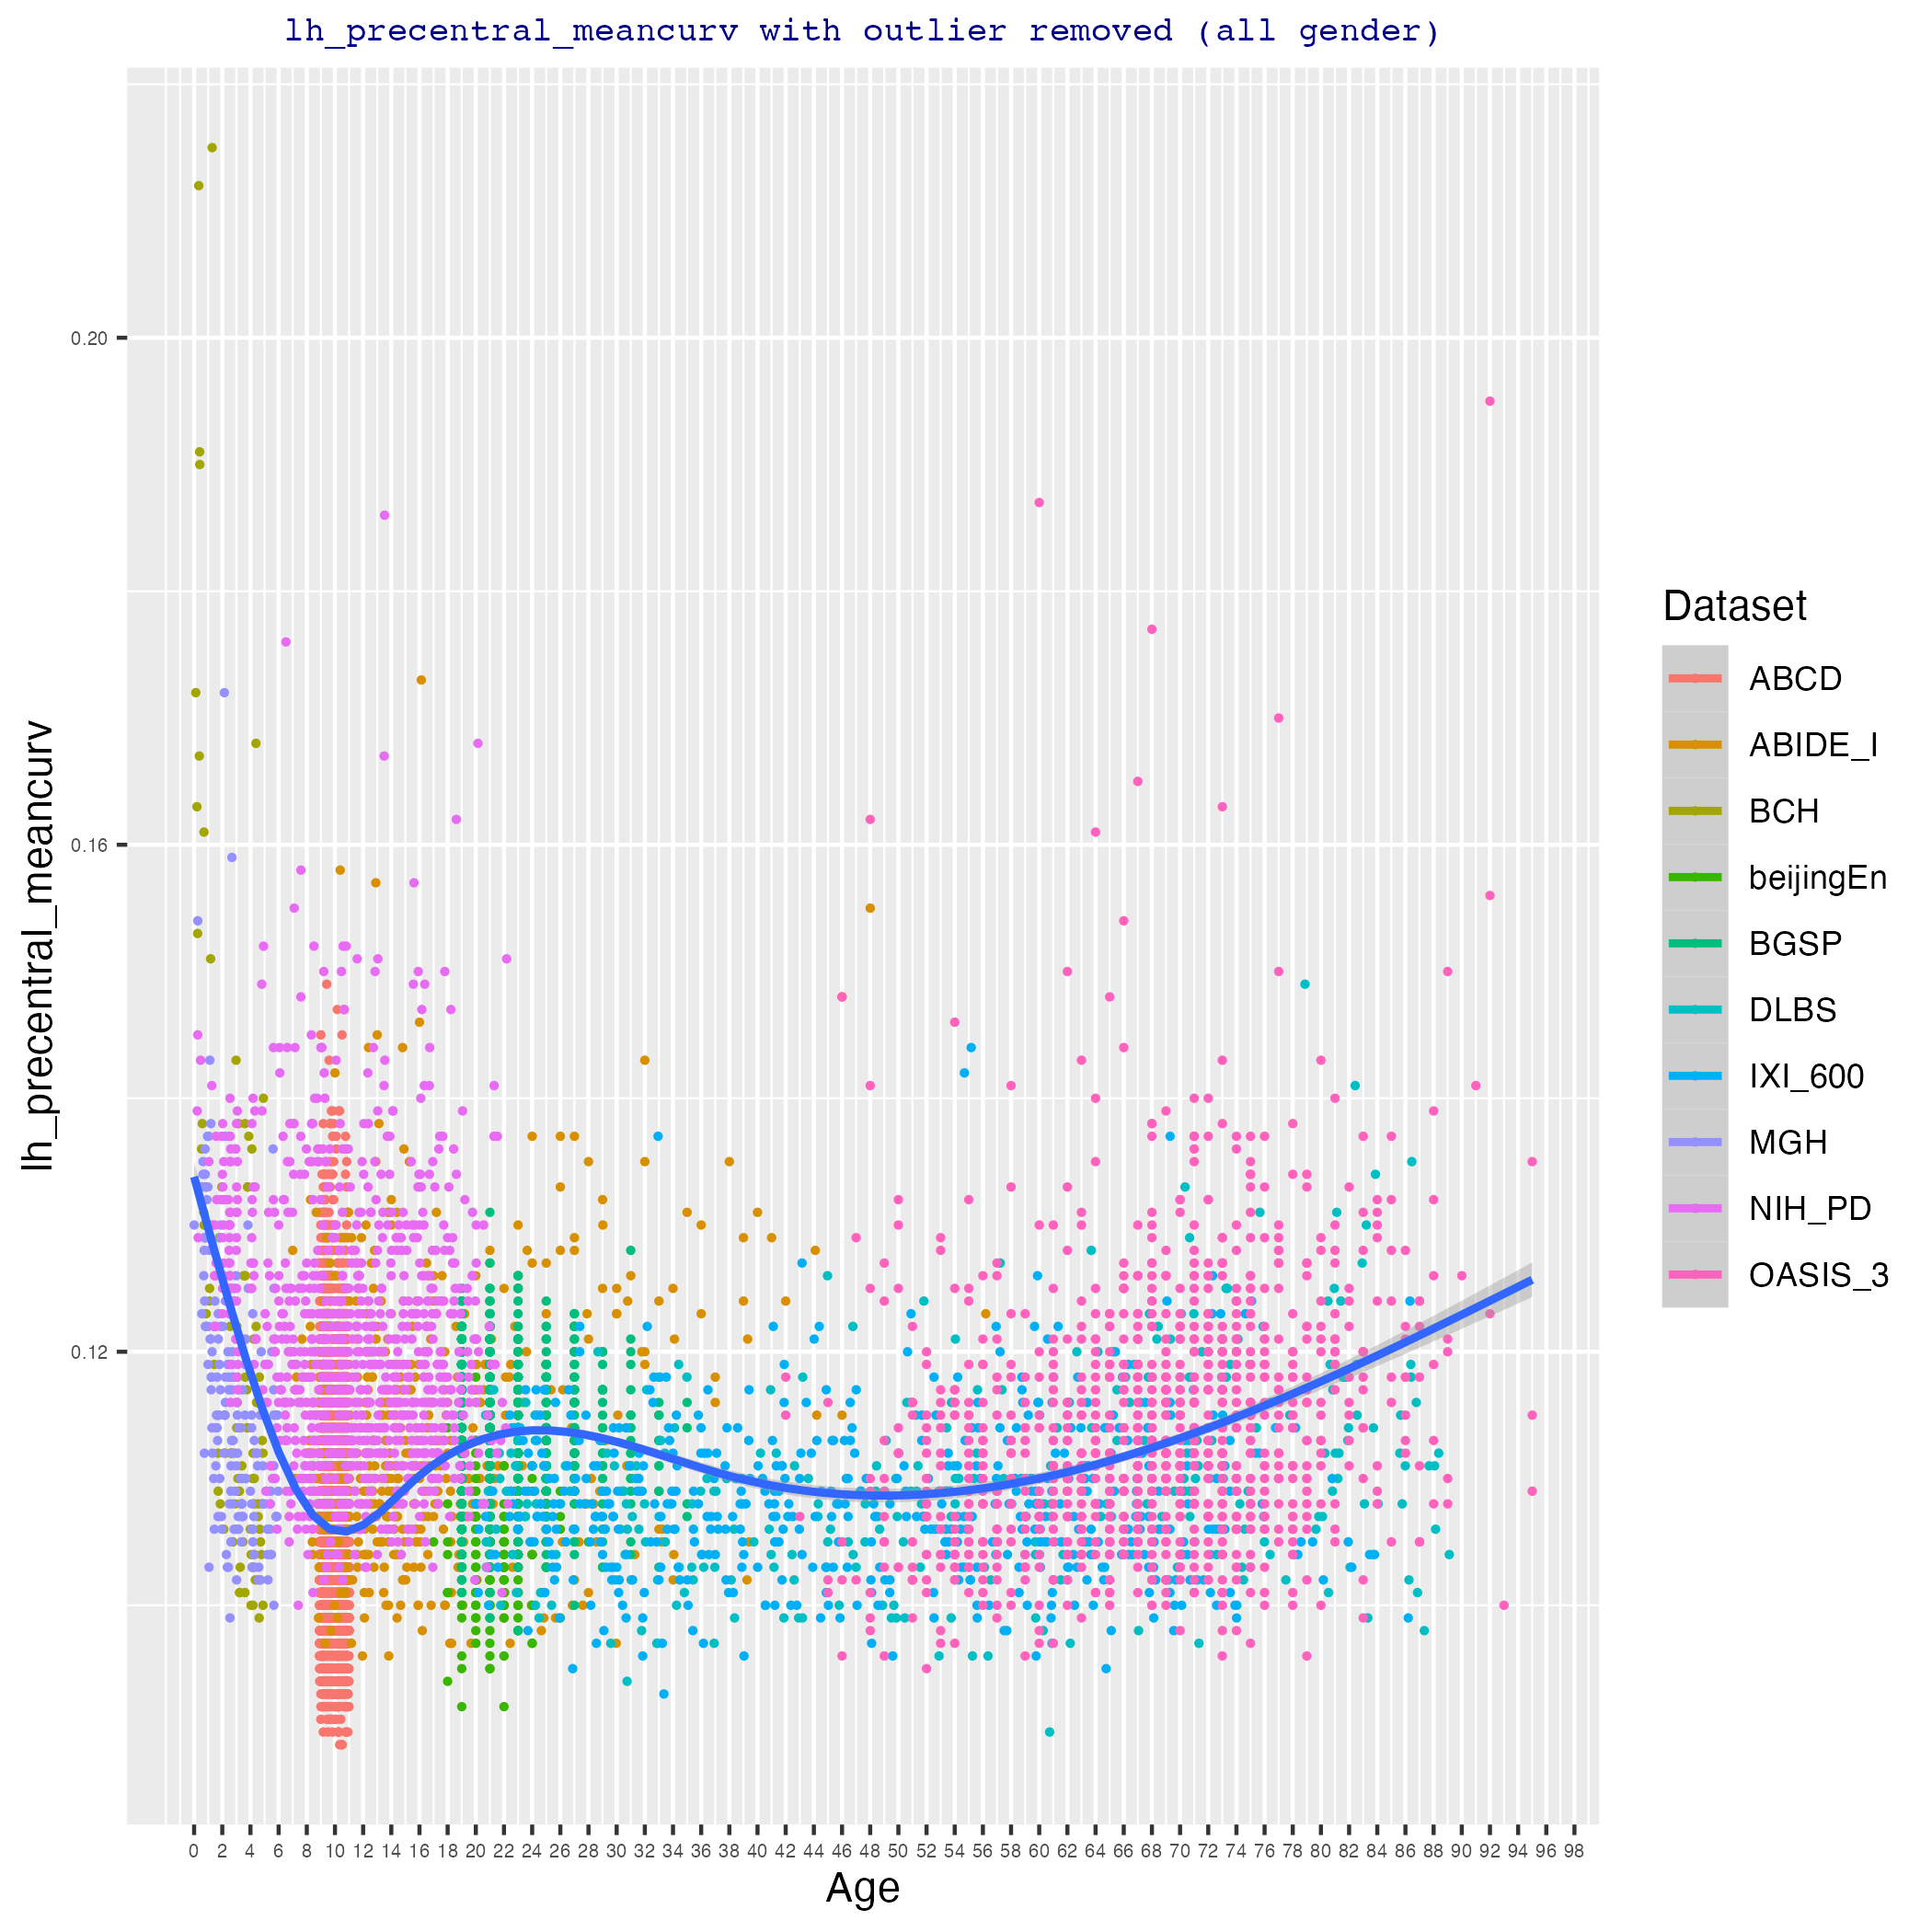 lh_precentral_meancurv with outlier removed (all gender)
lh_precentral_meancurv
0.20
0.16
0.12
0 2 4 6 8 10 12 14 16 18 20 22 24 26 28 30 32 34 36 38 40 42 44 46 48 50 52 54 56 58 60 62 64 66 68 70 72 74 76 78 80 82 84 86 88 90 92 94 96 98
Age
Dataset
ABCD
ABIDE_I
BCH
beijingEn
BGSP
DLBS
IXI_600
MGH
NIH_PD
OASIS_3